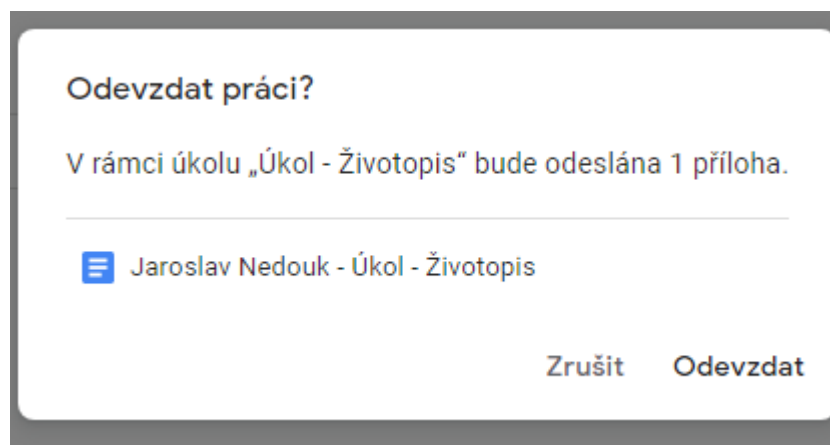 Odevzdat práci?
V rámci úkolu „Úkol - Životopis“ bude odeslána 1 příloha.
Jaroslav Nedouk - Úkol - Životopis
Zrušit Odevzdat